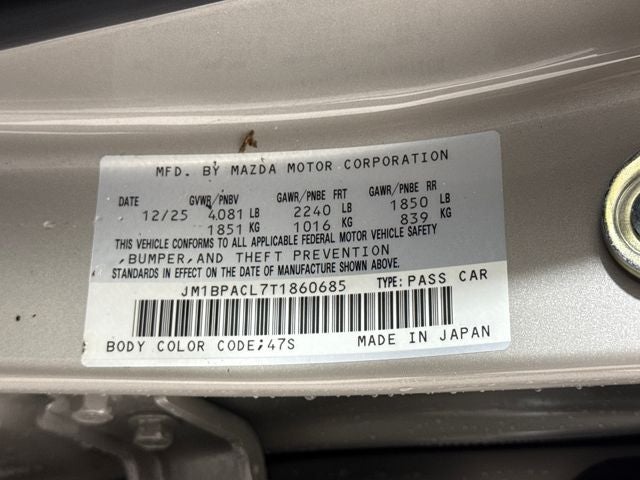 MFD. BY MAZDA MOTOR CORPORATION
DATE GVWR/PNBV GAWR/PNBE FRT GAWR/PNBE RR
12/25 4081 LB 2240 LB 1850 LB
1851 KG 1016 KG 839 KG
THIS VEHICLE CONFORMS TO ALL APPLICABLE FEDERAL MOTOR VEHICLE SAFETY
,BUMPER,AND THEFT PREVENTION
STANDARDS IN EFFECT ON THE DATE OF MANUFACTURE SHOWN ABOVE.
JM1BPACL7T1860685 TYPE: PASS CAR
BODY COLOR CODE;47S MADE IN JAPAN